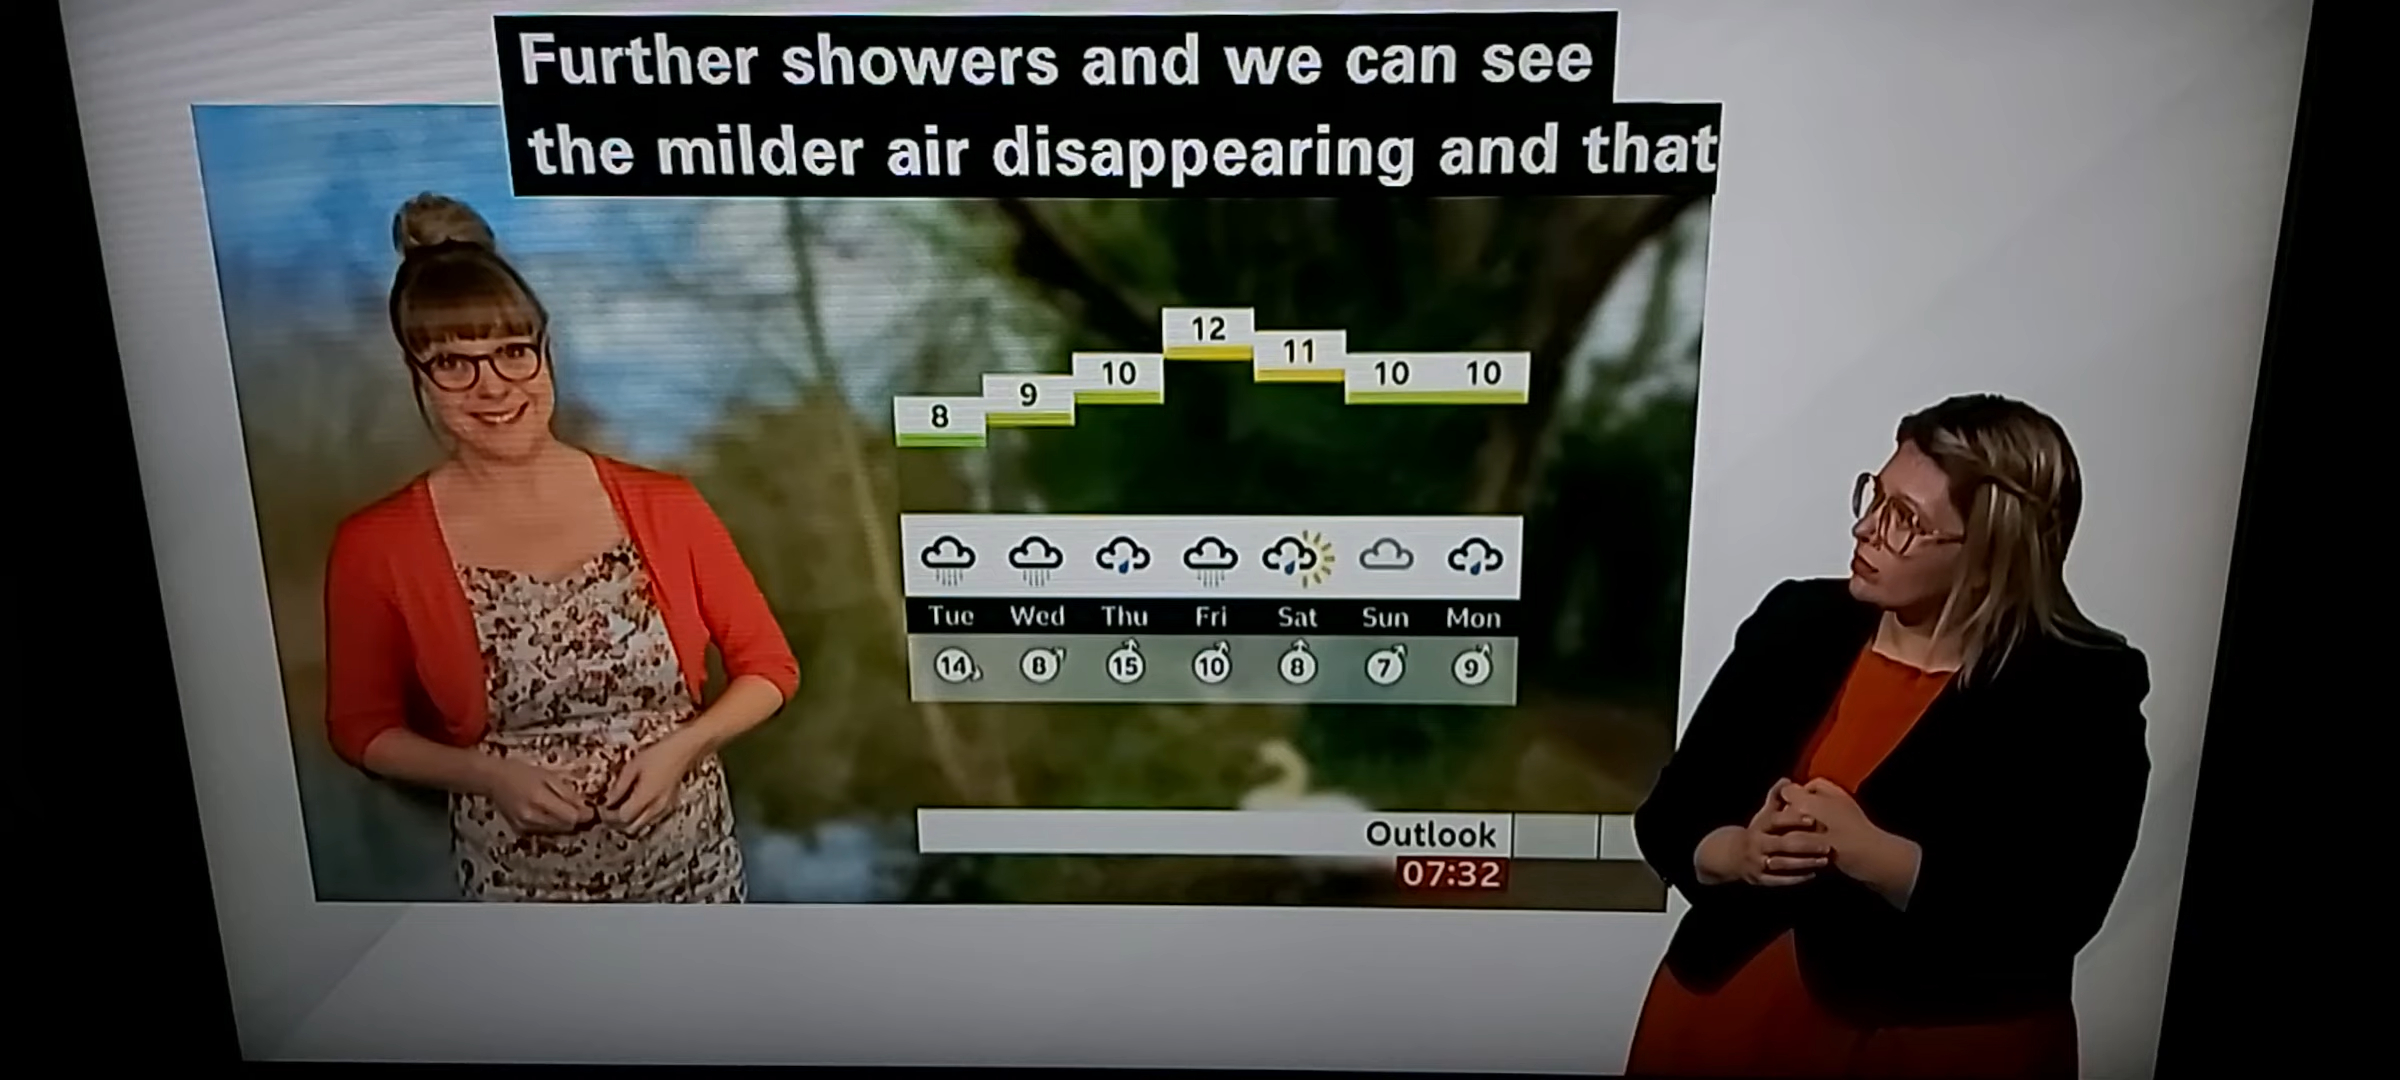 Further showers and we can see
the milder air disappearing and that
8 9 10 12 11 10 10
Tue Wed Thu Fri Sat Sun Mon
14 8 15 10 8 7 9
Outlook
07:32